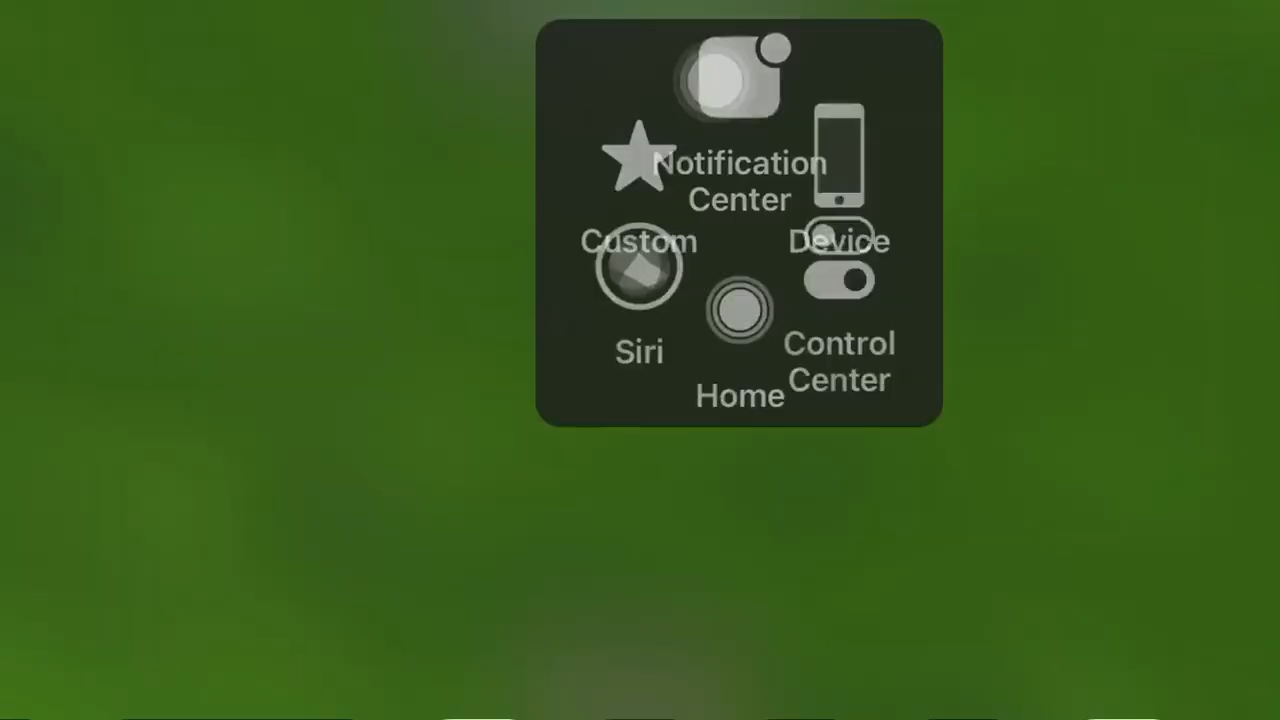 Notification
Center
Custom
Device
Siri
Control
Center
Home